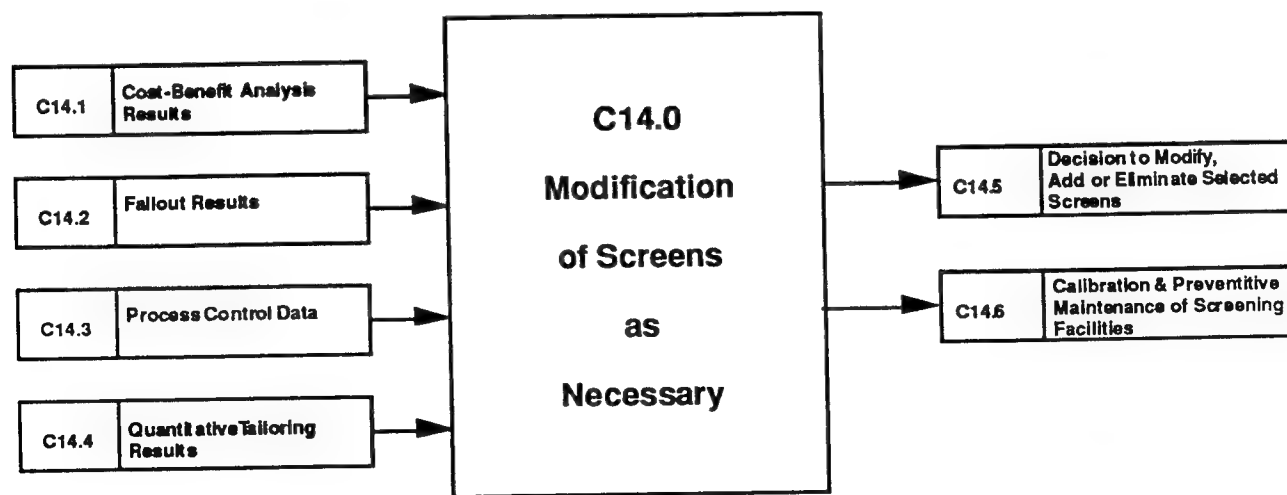 C14.1
Cost-Benefit Analysis
Results
C14.2
Fallout Results
C14.3
Process Control Data
C14.4
Quantitative Tailoring
Results
C14.0
Modification
of Screens
as
Necessary
C14.5
Decision to Modify,
Add or Eliminate Selected
Screens
C14.6
Calibration & Preventitive
Maintenance of Screening
Facilities